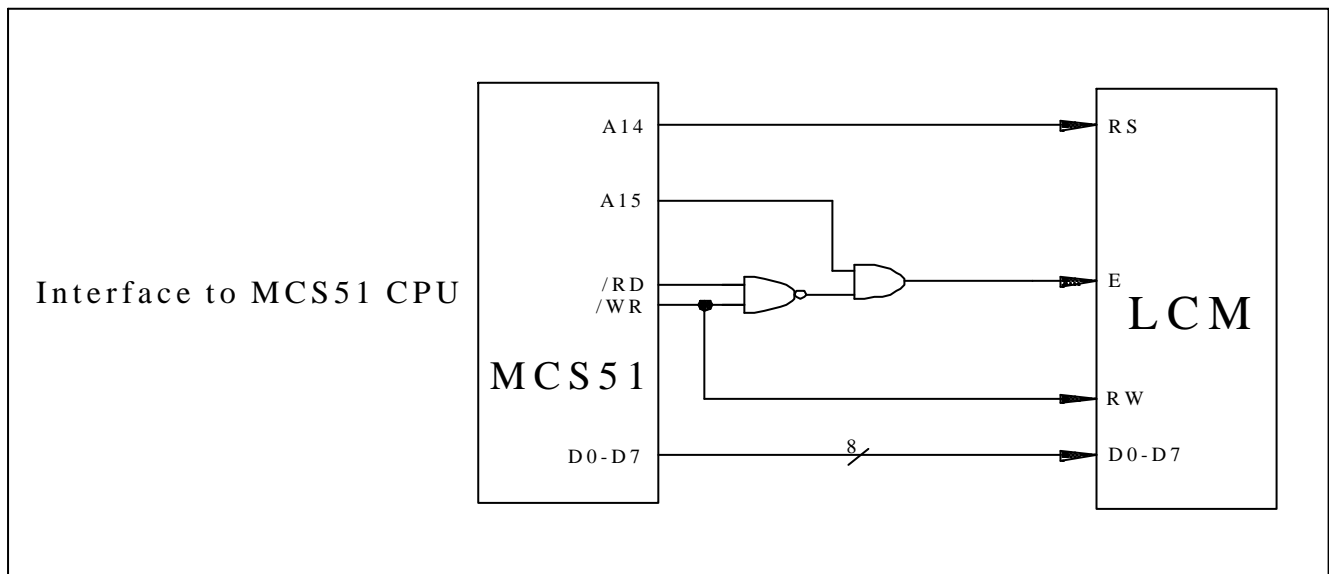 A14
RS
A15
Interface to MCS51 CPU
/RD
/WR
E
LCM
MCS51
RW
D0-D7
8
D0-D7